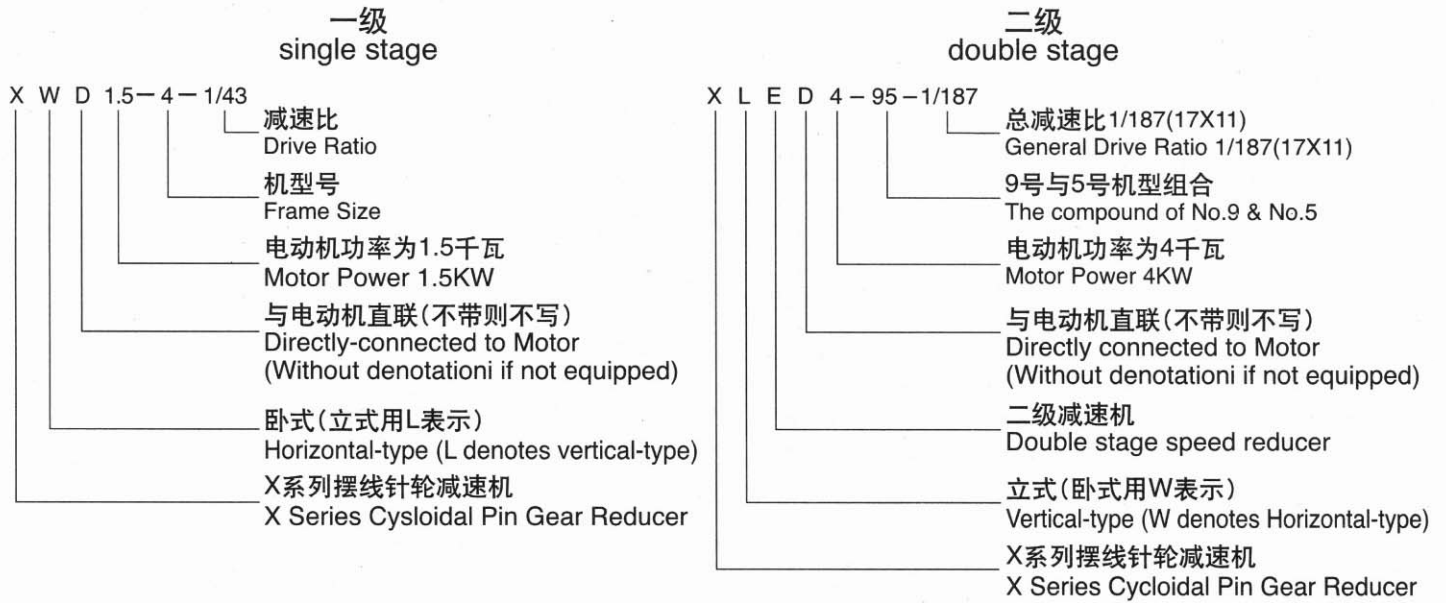 一级
single stage
X W D 1.5－4－1/43
减速比
Drive Ratio
机型号
Frame Size
电动机功率为1.5千瓦
Motor Power 1.5KW
与电动机直联(不带则不写)
Directly-connected to Motor
(Without denotationi if not equipped)
卧式(立式用L表示)
Horizontal-type (L denotes vertical-type)
X系列摆线针轮减速机
X Series Cysloidal Pin Gear Reducer
二级
double stage
X L E D 4－95－1/187
总减速比1/187(17X11)
General Drive Ratio 1/187(17X11)
9号与5号机型组合
The compound of No.9 & No.5
电动机功率为4千瓦
Motor Power 4KW
与电动机直联(不带则不写)
Directly connected to Motor
(Without denotationi if not equipped)
二级减速机
Double stage speed reducer
立式(卧式用W表示)
Vertical-type (W denotes Horizontal-type)
X系列摆线针轮减速机
X Series Cycloidal Pin Gear Reducer